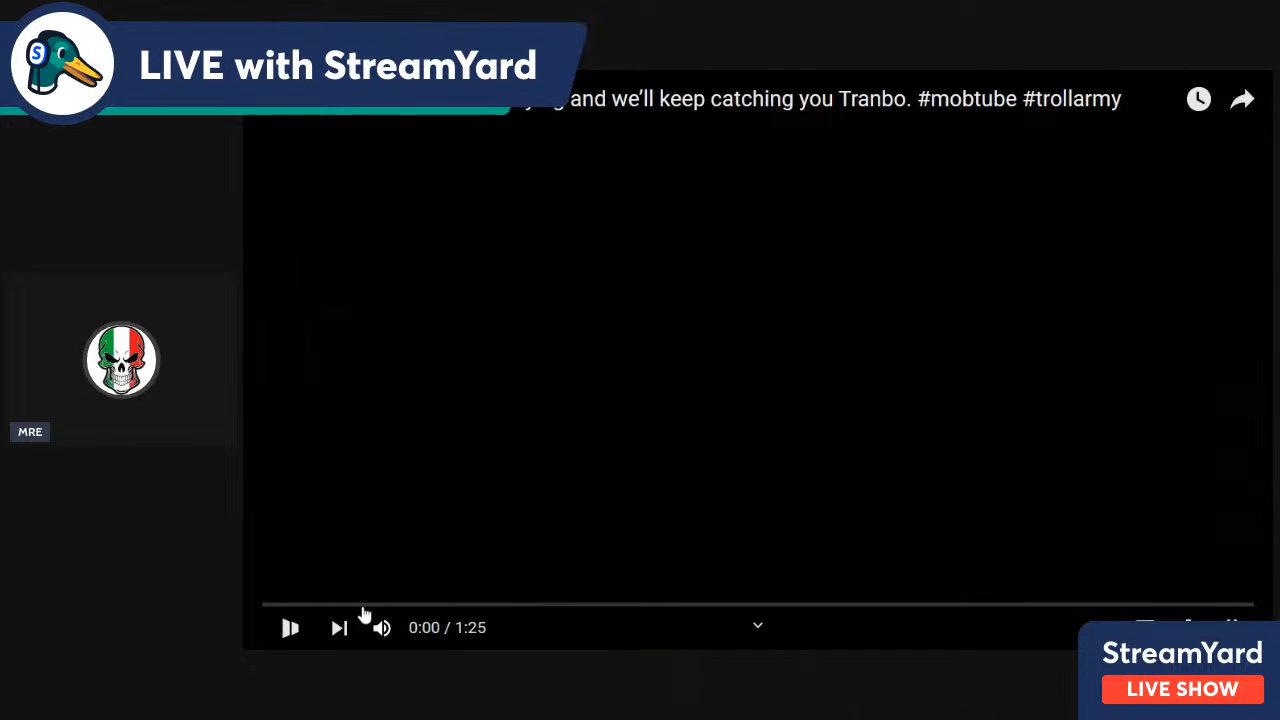 LIVE with StreamYard
and we’ll keep catching you Tranbo. #mobtube #trollarmy
S
MRE
0:00 / 1:25
StreamYard
LIVE SHOW